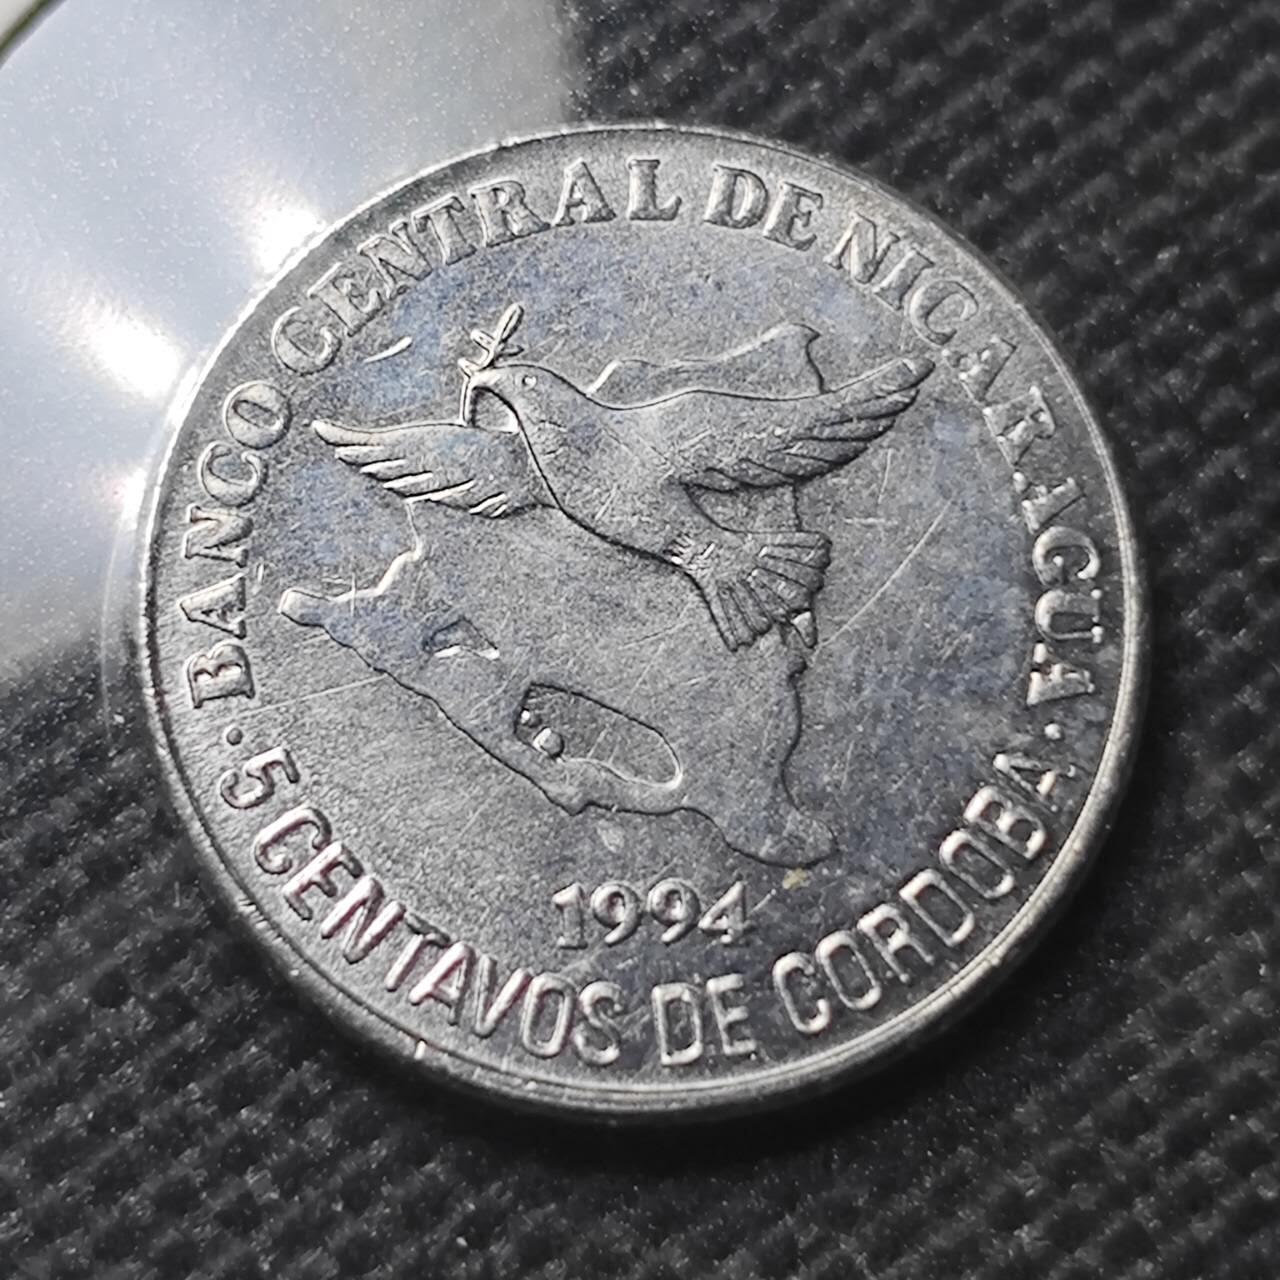 BANCO CENTRAL DE NICARAGUA
1994
· 5 CENTAVOS DE CORDOBA ·